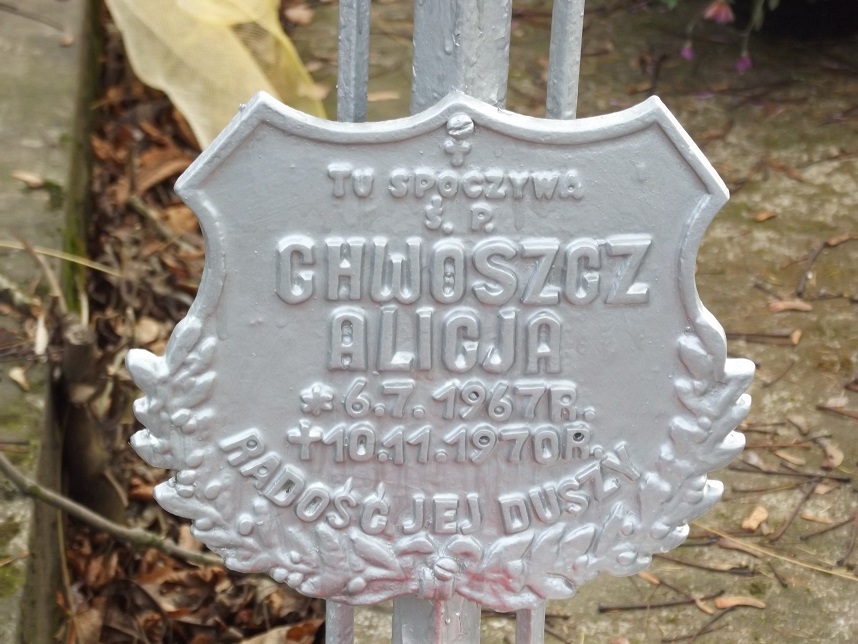 TU SPOCZYWA
Ś. P.
CHWOSZCZ
ALICJA
* 6.7. 1967R.
✝10.11.1970R.
RADOŚĆ JEJ DUSZY